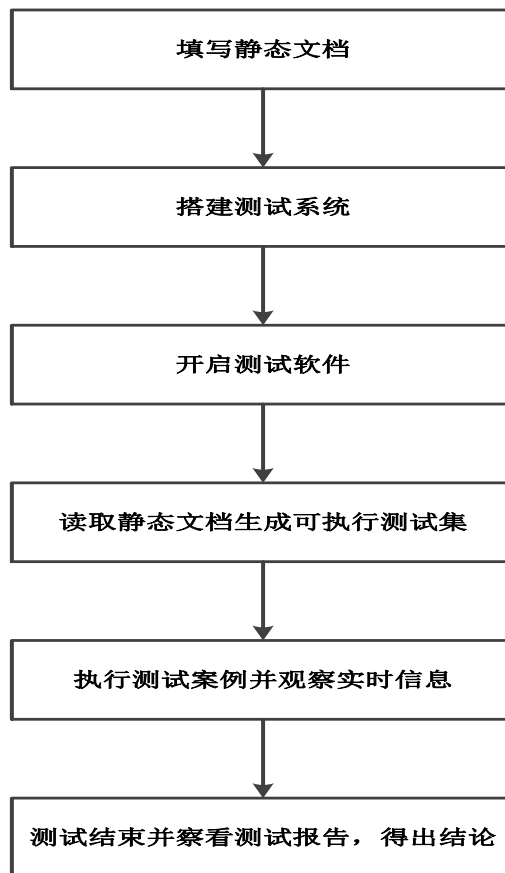 填写静态文档
搭建测试系统
开启测试软件
读取静态文档生成可执行测试集
执行测试案例并观察实时信息
测试结束并察看测试报告，得出结论